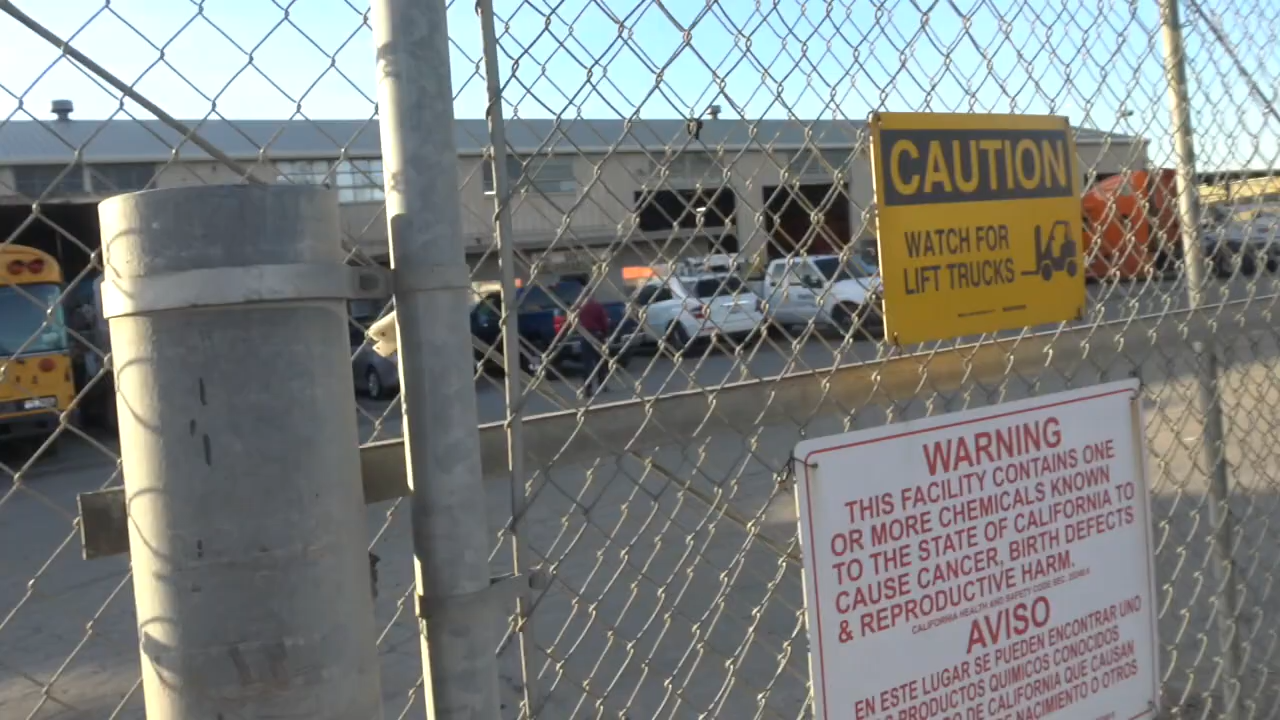 CAUTION
WATCH FOR
LIFT TRUCKS
WARNING
THIS FACILITY CONTAINS ONE
OR MORE CHEMICALS KNOWN
TO THE STATE OF CALIFORNIA TO
CAUSE CANCER, BIRTH DEFECTS
& REPRODUCTIVE HARM.
CALIFORNIA HEALTH AND SAFETY CODE SEC.
AVISO
EN ESTE LUGAR SE PUEDEN ENCONTRAR UNO
PRODUCTOS QUIMICOS CONOCIDOS
DE CALIFORNIA QUE CAUSAN
DE NACIMIENTO O OTROS